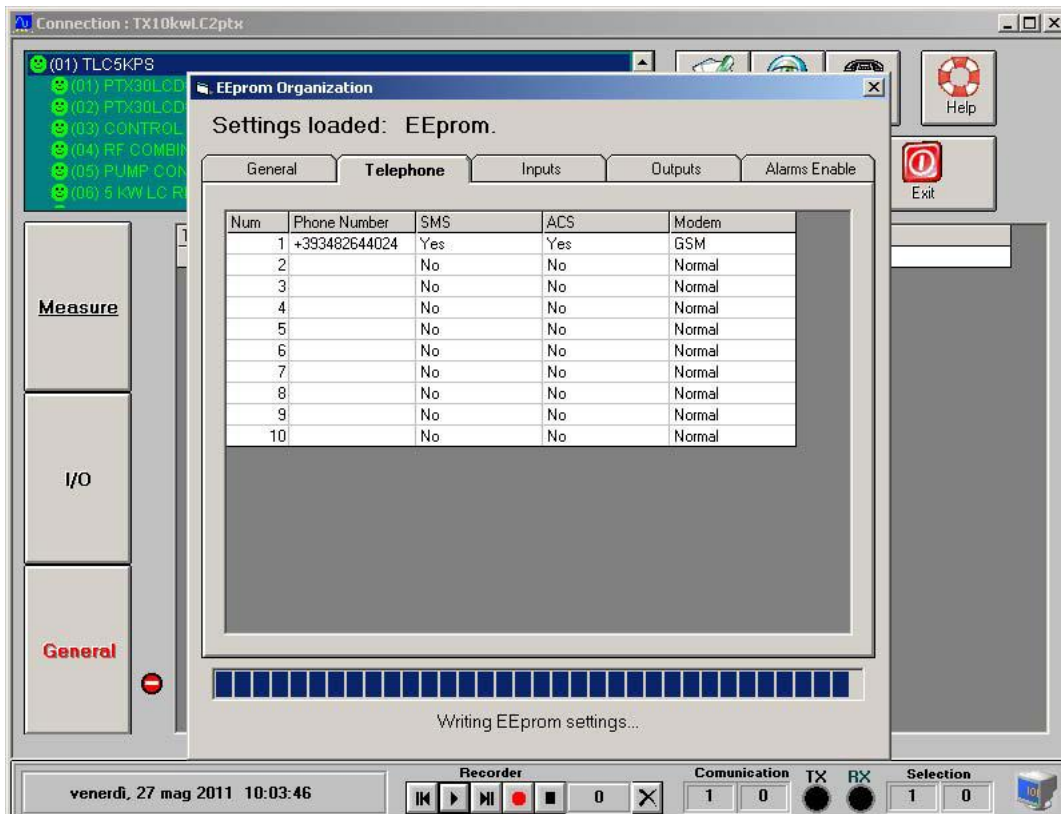 Connection : TX10kwLC2ptx
(01) TLC5KPS
(01) PTX30LCD
(02) PTX30LCD
(03) CONTROL
(04) RF COMBIN
(05) PUMP CON
(06) 5 KW LC R
Help
Exit
EEprom Organization
Settings loaded: EEprom.
General Telephone Inputs Outputs Alarms Enable
Num Phone Number SMS ACS Modem
1 +393482644024 Yes Yes GSM
2 No No Normal
3 No No Normal
4 No No Normal
5 No No Normal
6 No No Normal
7 No No Normal
8 No No Normal
9 No No Normal
10 No No Normal
Measure
I/O
General
Writing EEprom settings...
Recorder Comunication TX RX Selection
venerdì, 27 mag 2011 10:03:46 0 1 0 1 0